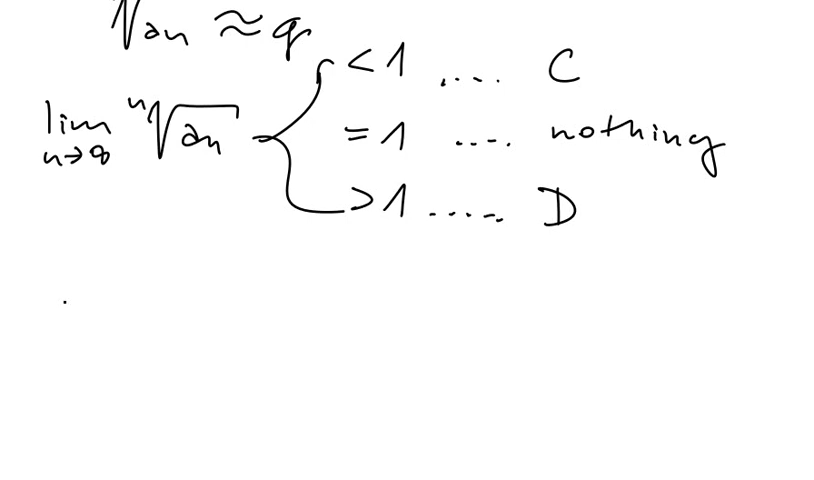 √an ≈ q
< 1 .... C
lim n→∞ ⁿ√an = 1 .... nothing
> 1 ..... D